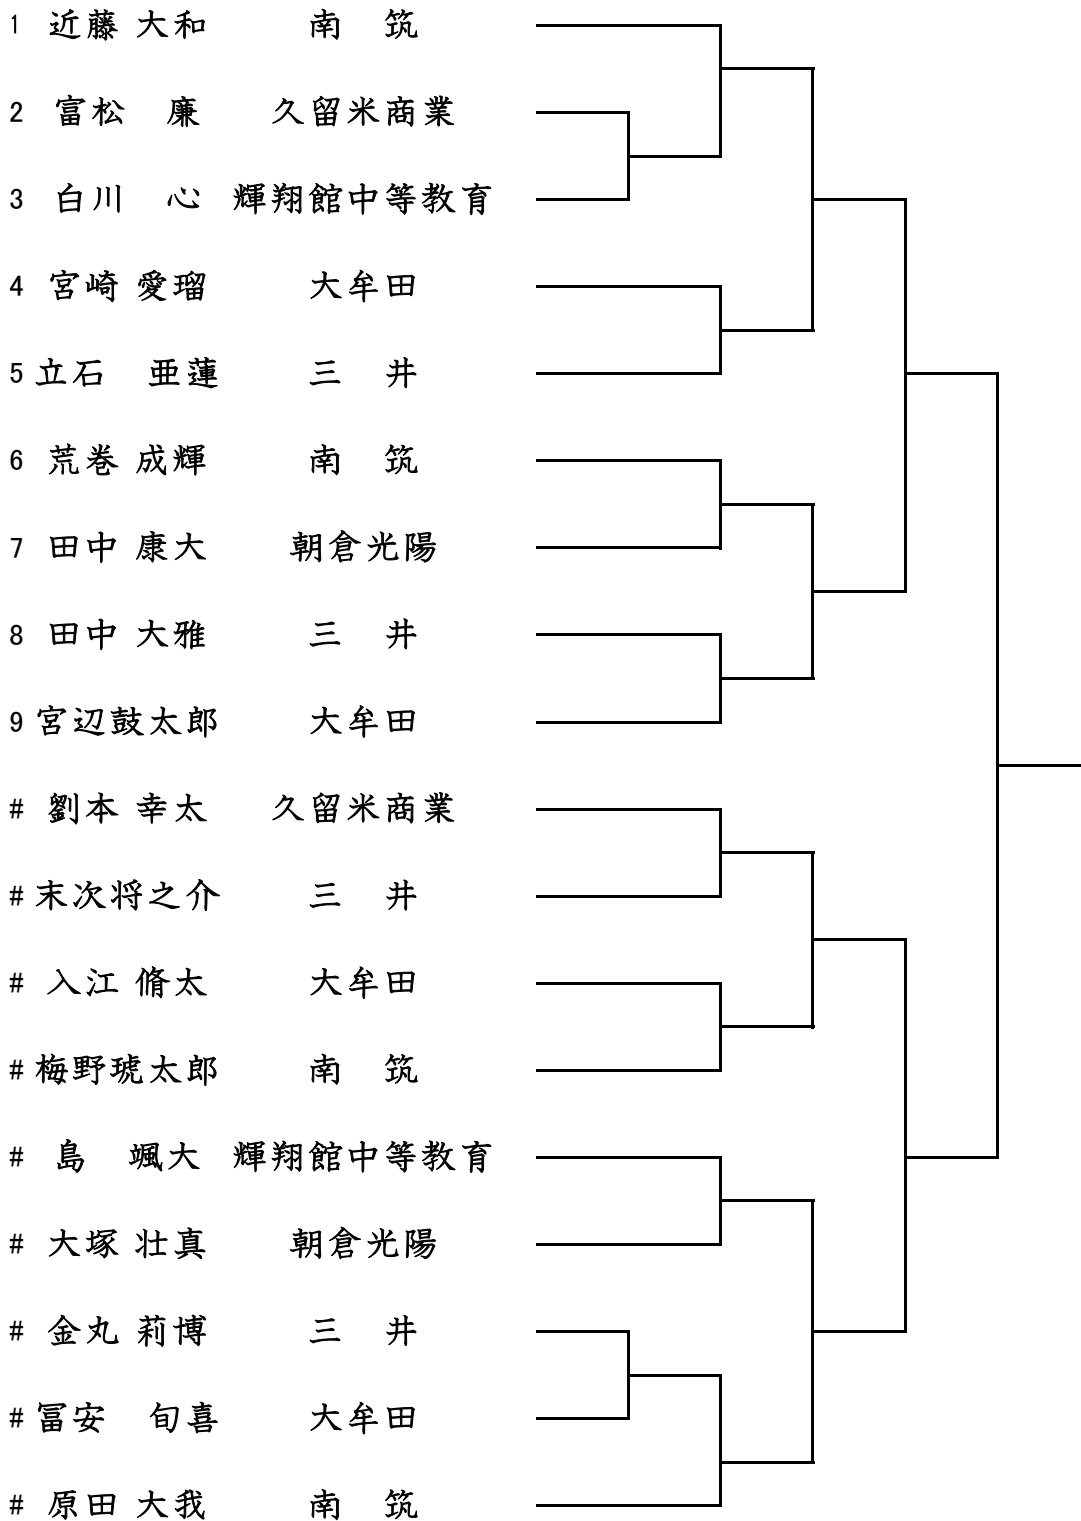 1 近藤 大和 南 筑
2 富松 廉 久留米商業
3 白川 心 輝翔館中等教育
4 宮崎 愛瑠 大牟田
5 立石 亜蓮 三 井
6 荒巻 成輝 南 筑
7 田中 康大 朝倉光陽
8 田中 大雅 三 井
9 宮辺鼓太郎 大牟田
# 劉本 幸太 久留米商業
# 末次将之介 三 井
# 入江 脩太 大牟田
# 梅野琥太郎 南 筑
# 島 颯大 輝翔館中等教育
# 大塚 壮真 朝倉光陽
# 金丸 莉博 三 井
# 冨安 旬喜 大牟田
# 原田 大我 南 筑